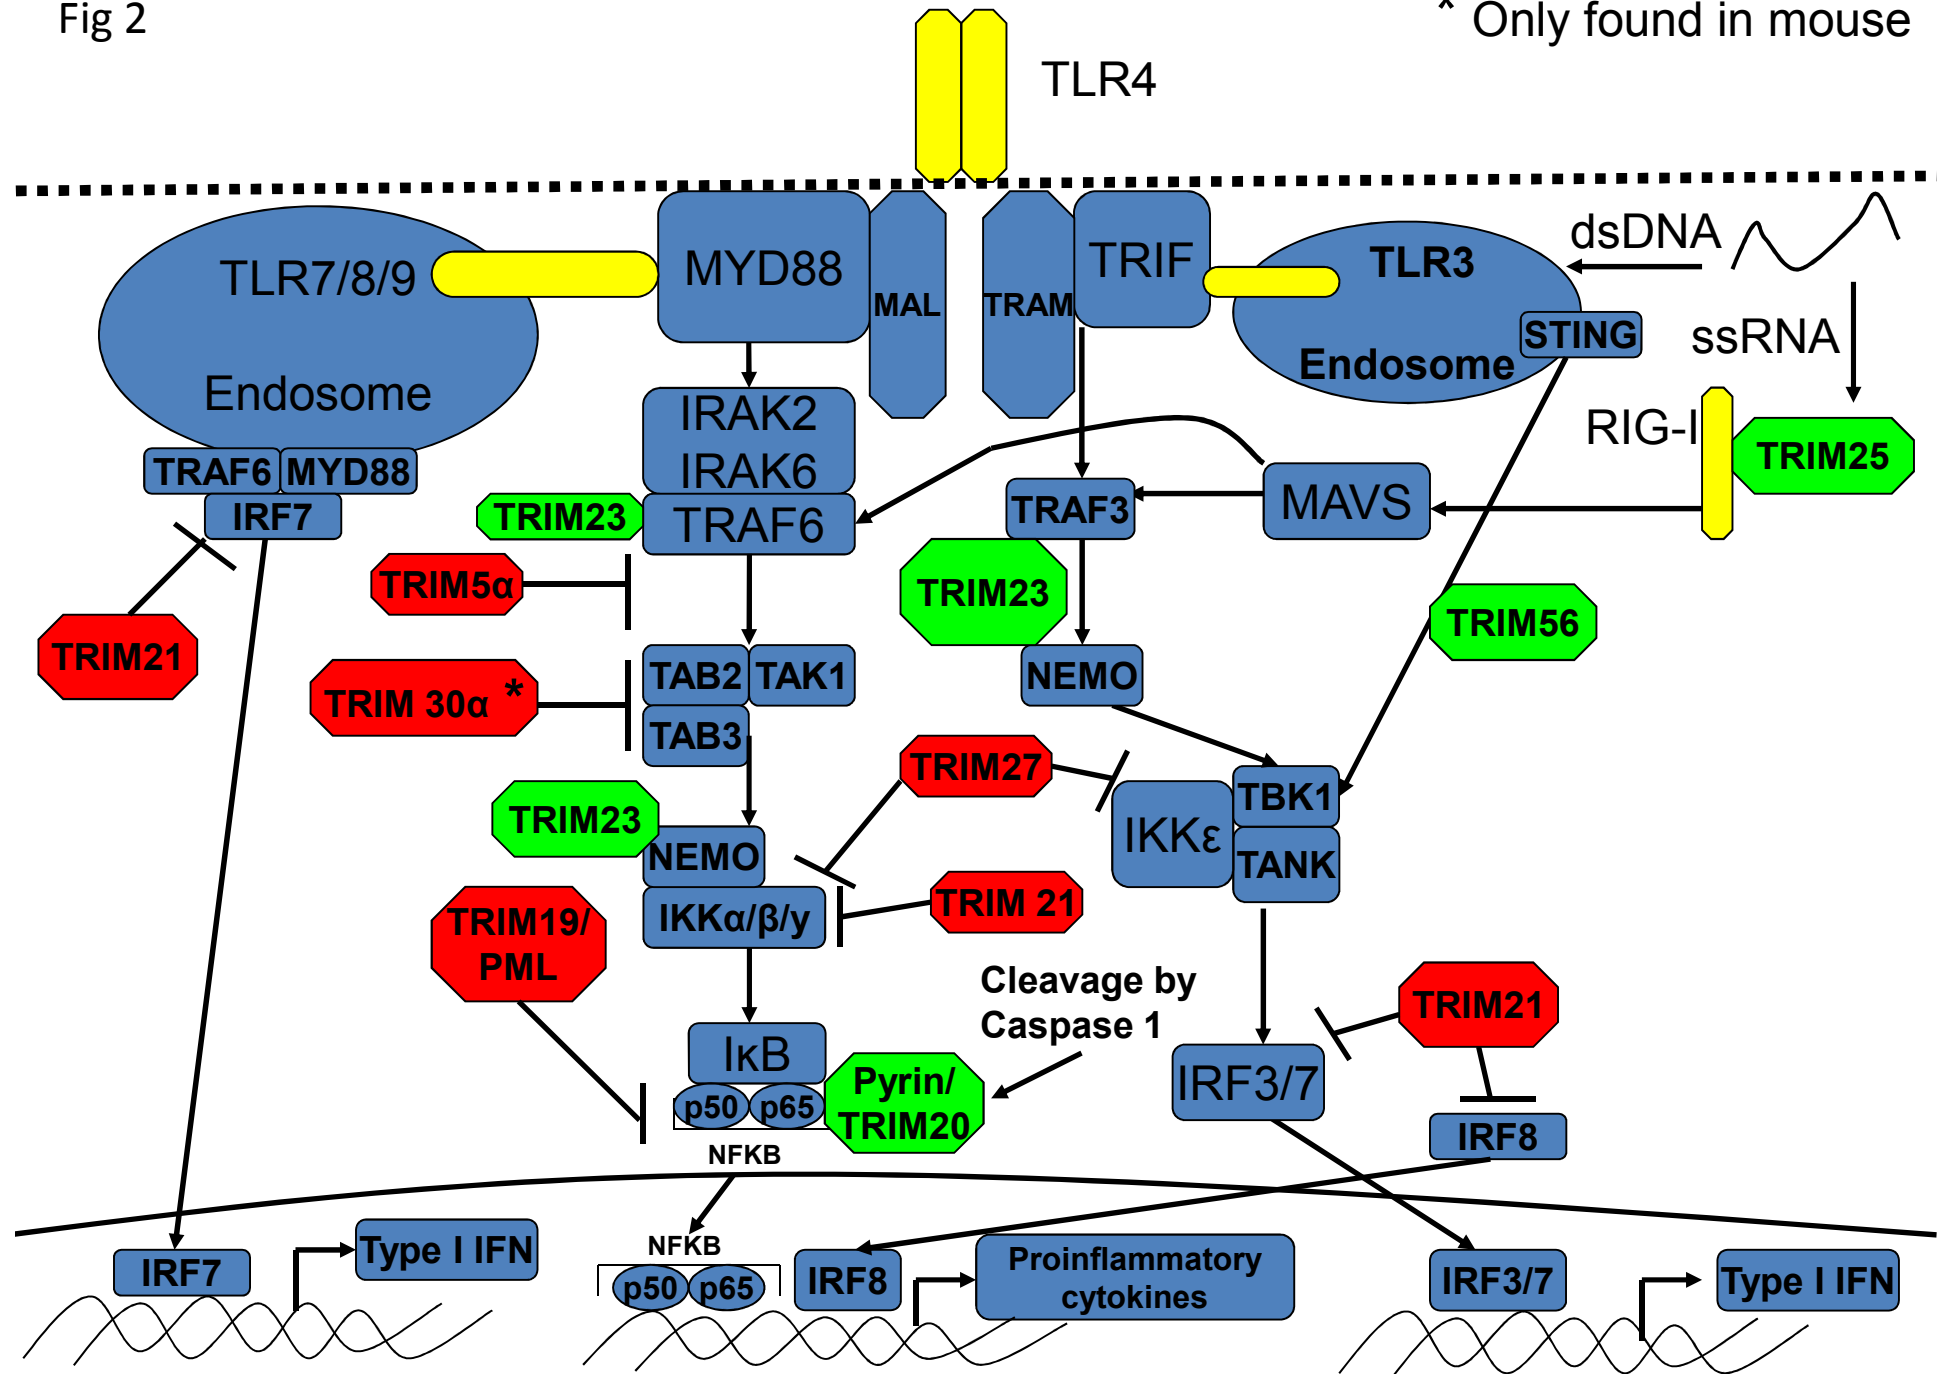 Fig 2
* Only found in mouse
TLR4
TLR7/8/9
Endosome
MYD88
MAL
TRAM
TRIF
TLR3
Endosome
dsDNA
STING
ssRNA
RIG-I
TRIM25
IRAK2
IRAK6
TRAF6
TRIM23
TRAF6
MYD88
IRF7
TRIM21
TRIM5α
TRIM 30α *
TAB2
TAK1
TAB3
TRAF3
MAVS
TRIM23
NEMO
TRIM56
TRIM27
TRIM23
NEMO
IKKα/β/y
TRIM 21
IKKε
TBK1
TANK
TRIM19/
PML
Cleavage by
Caspase 1
IκB
p50
p65
Pyrin/
TRIM20
NFKB
IRF3/7
TRIM21
IRF8
IRF7
Type I IFN
NFKB
p50
p65
IRF8
Proinflammatory
cytokines
IRF3/7
Type I IFN